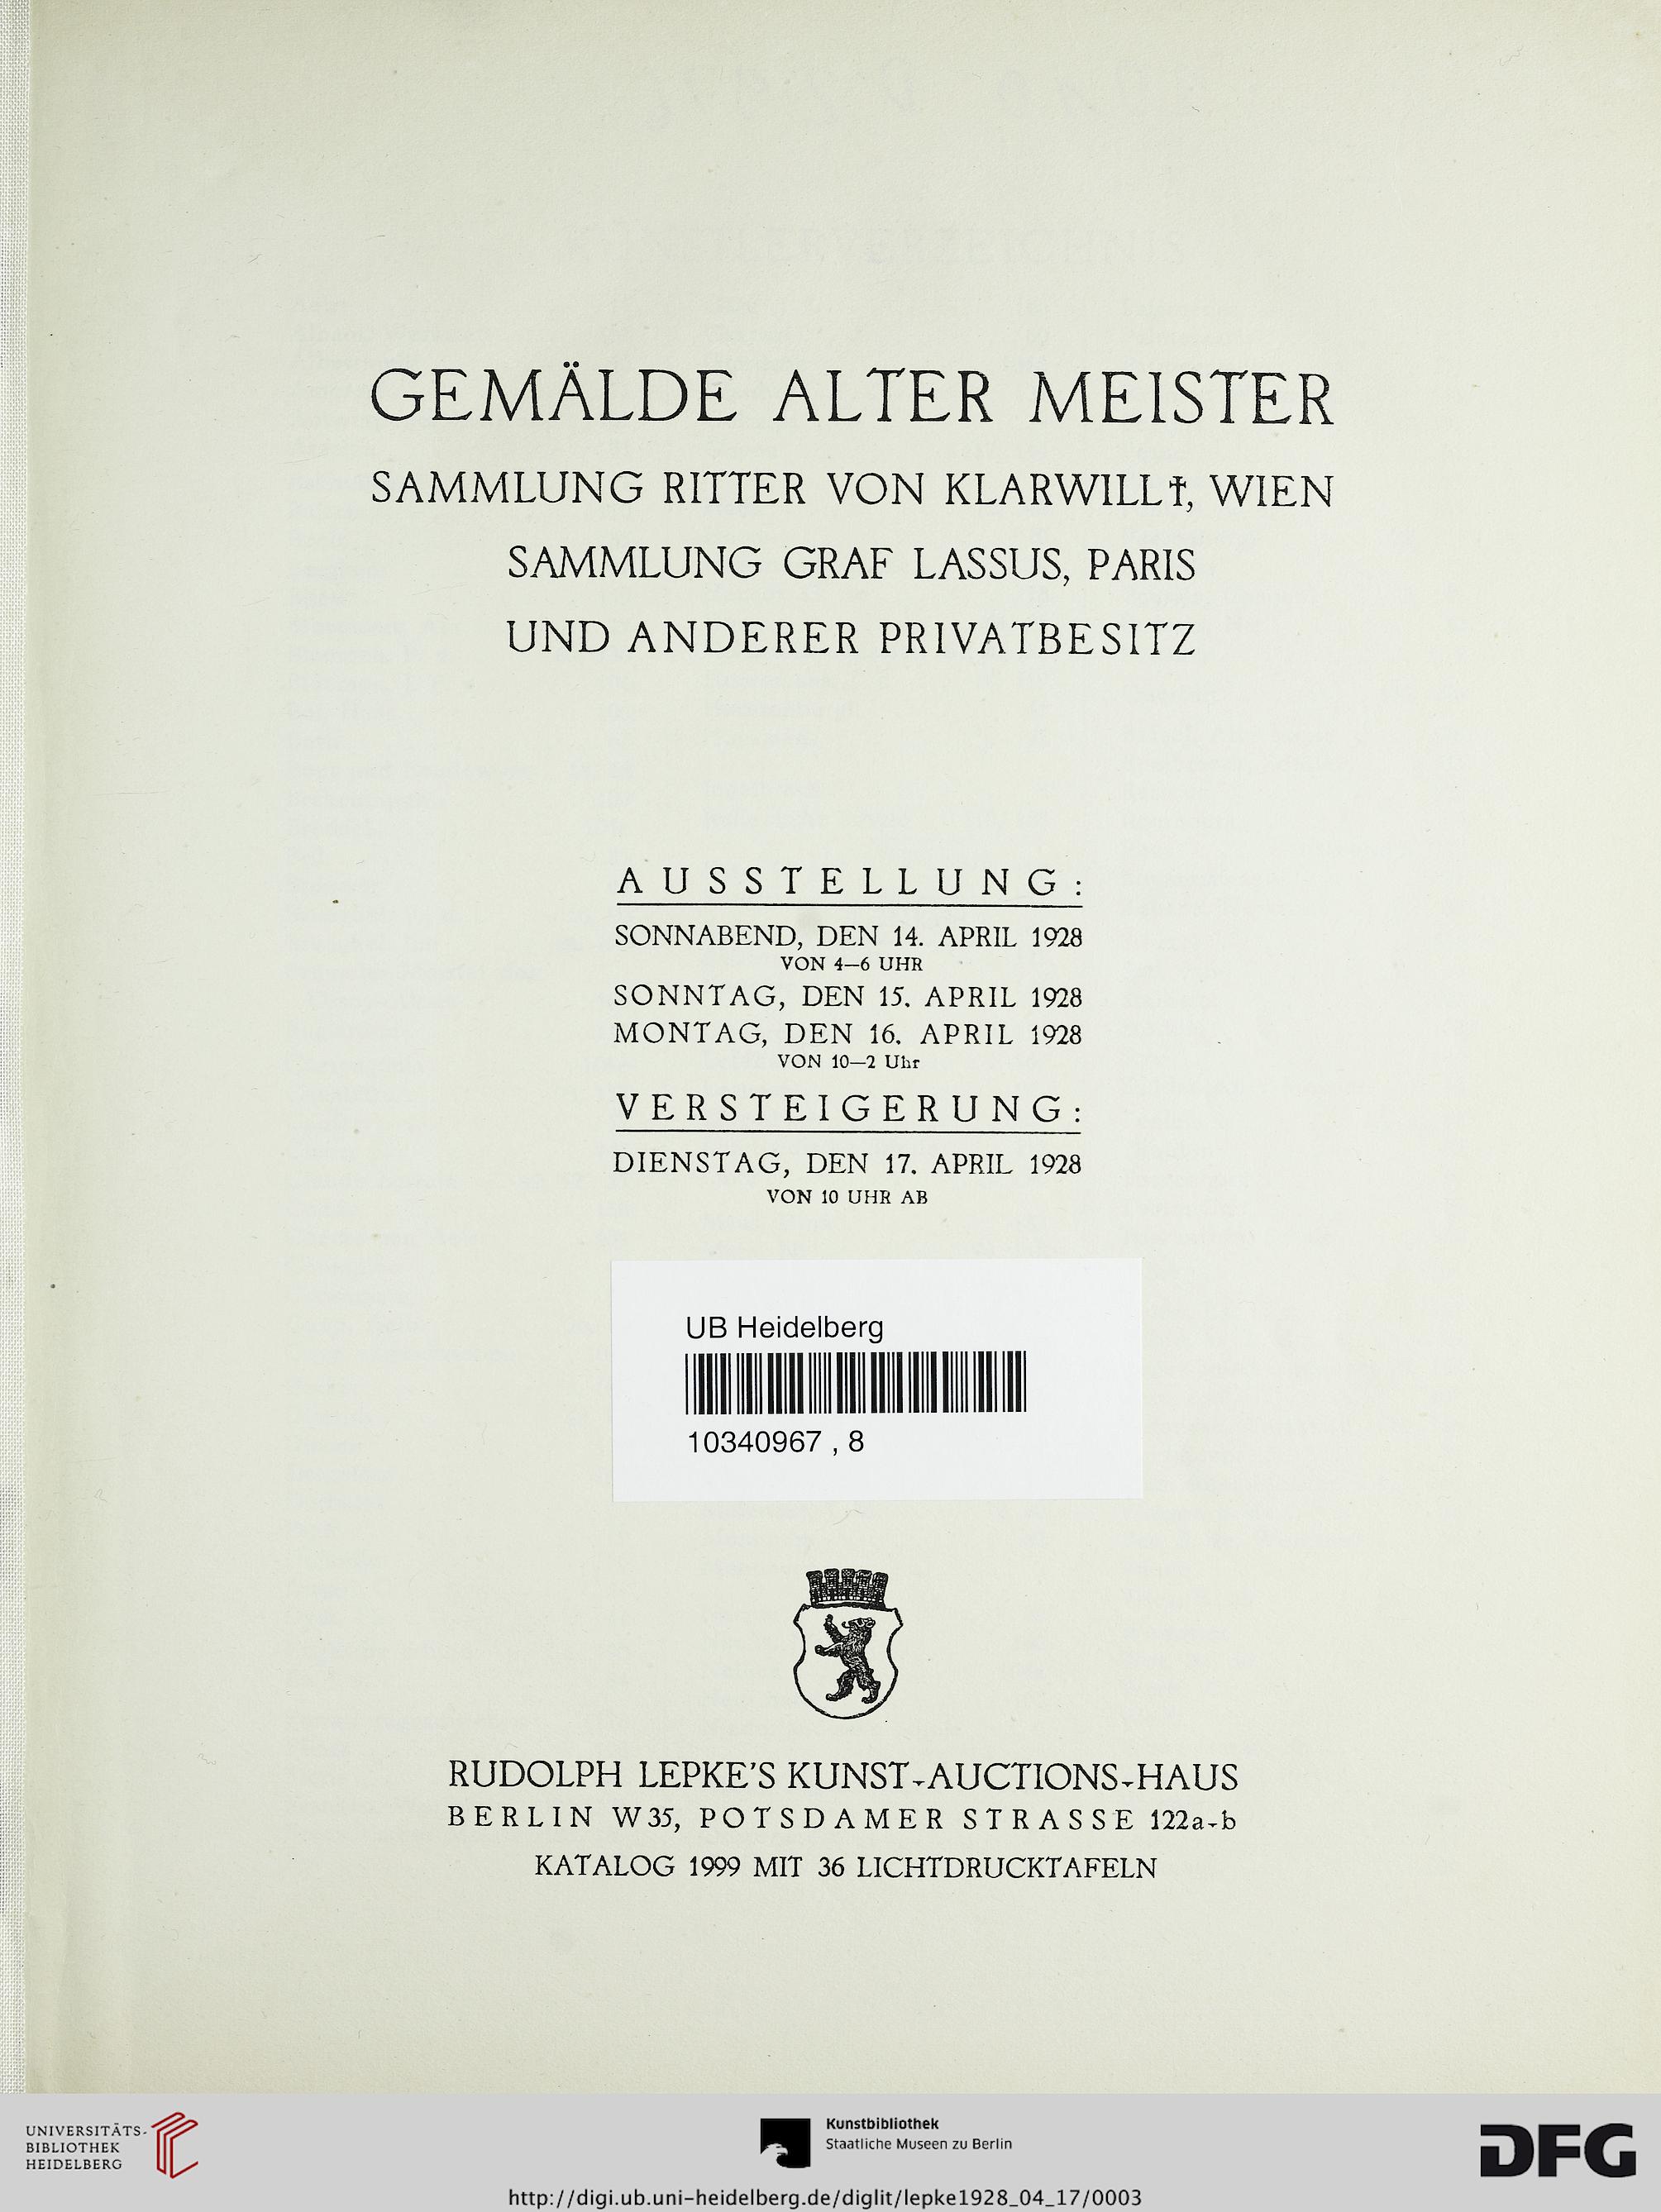 GEMÄLDE ALTER MEISTER
SAMMLUNG RITTER VON KLARWILL†, WIEN
SAMMLUNG GRAF LASSUS, PARIS
UND ANDERER PRIVATBESITZ
AUSSTELLUNG:
SONNABEND, DEN 14. APRIL 1928
VON 4—6 UHR
SONNTAG, DEN 15. APRIL 1928
MONTAG, DEN 16. APRIL 1928
VON 10—2 Uhr
VERSTEIGERUNG:
DIENSTAG, DEN 17. APRIL 1928
VON 10 UHR AB
UB Heidelberg
10340967 , 8
RUDOLPH LEPKE'S KUNST-AUCTIONS-HAUS
BERLIN W 35, POTSDAMER STRASSE 122a-b
KATALOG 1999 MIT 36 LICHTDRUCKTAFELN
UNIVERSITÄTS-
BIBLIOTHEK
HEIDELBERG
Kunstbibliothek
Staatliche Museen zu Berlin
DFG
http://digi.ub.uni-heidelberg.de/diglit/lepke1928_04_17/0003